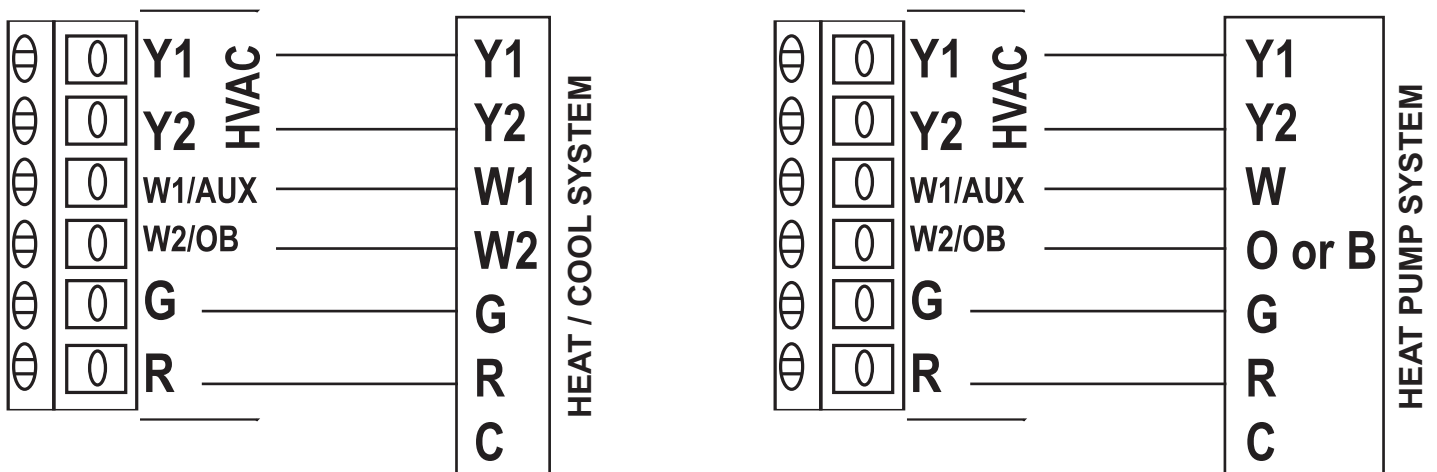 Y1
Y2
W1/AUX
W2/OB
G
R
HVAC
Y1
Y2
W1
W2
G
R
C
HEAT / COOL SYSTEM
Y1
Y2
W1/AUX
W2/OB
G
R
HVAC
Y1
Y2
W
O or B
G
R
C
HEAT PUMP SYSTEM